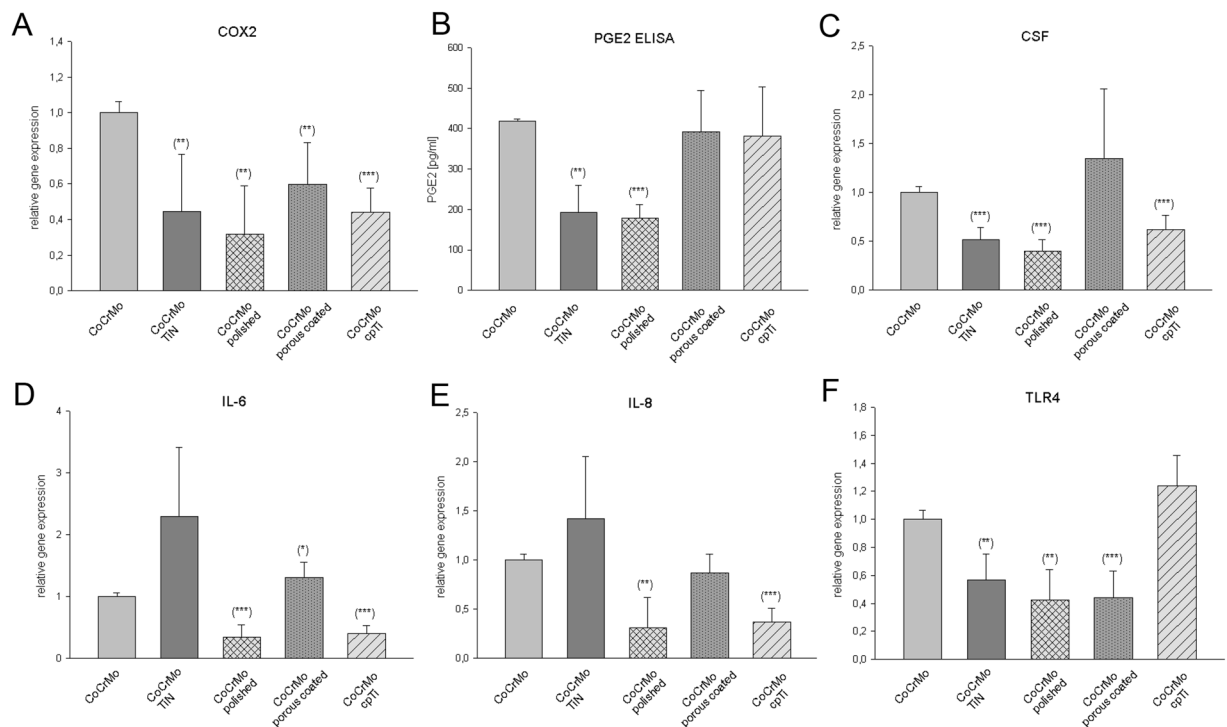 A
COX2
relative gene expression
1,4
1,2
1,0
0,8
0,6
0,4
0,2
0,0
(**)
(**)
(**)
(***)
CoCrMo
CoCrMo
TiN
CoCrMo
polished
CoCrMo
porous coated
CoCrMo
cpTi
B
PGE2 ELISA
PGE2 [pg/ml]
600
500
400
300
200
100
0
(**)
(***)
CoCrMo
CoCrMo
TiN
CoCrMo
polished
CoCrMo
porous coated
CoCrMo
cpTi
C
CSF
relative gene expression
2,5
2,0
1,5
1,0
0,5
0,0
(***)
(***)
(***)
CoCrMo
CoCrMo
TiN
CoCrMo
polished
CoCrMo
porous coated
CoCrMo
cpTi
D
IL-6
relative gene expression
4
3
2
1
0
(***)
(*)
(***)
CoCrMo
CoCrMo
TiN
CoCrMo
polished
CoCrMo
porous coated
CoCrMo
cpTi
E
IL-8
relative gene expression
2,5
2,0
1,5
1,0
0,5
0,0
(**)
(***)
CoCrMo
CoCrMo
TiN
CoCrMo
polished
CoCrMo
porous coated
CoCrMo
cpTi
F
TLR4
relative gene expression
1,8
1,6
1,4
1,2
1,0
0,8
0,6
0,4
0,2
0,0
(**)
(**)
(***)
CoCrMo
CoCrMo
TiN
CoCrMo
polished
CoCrMo
porous coated
CoCrMo
cpTi